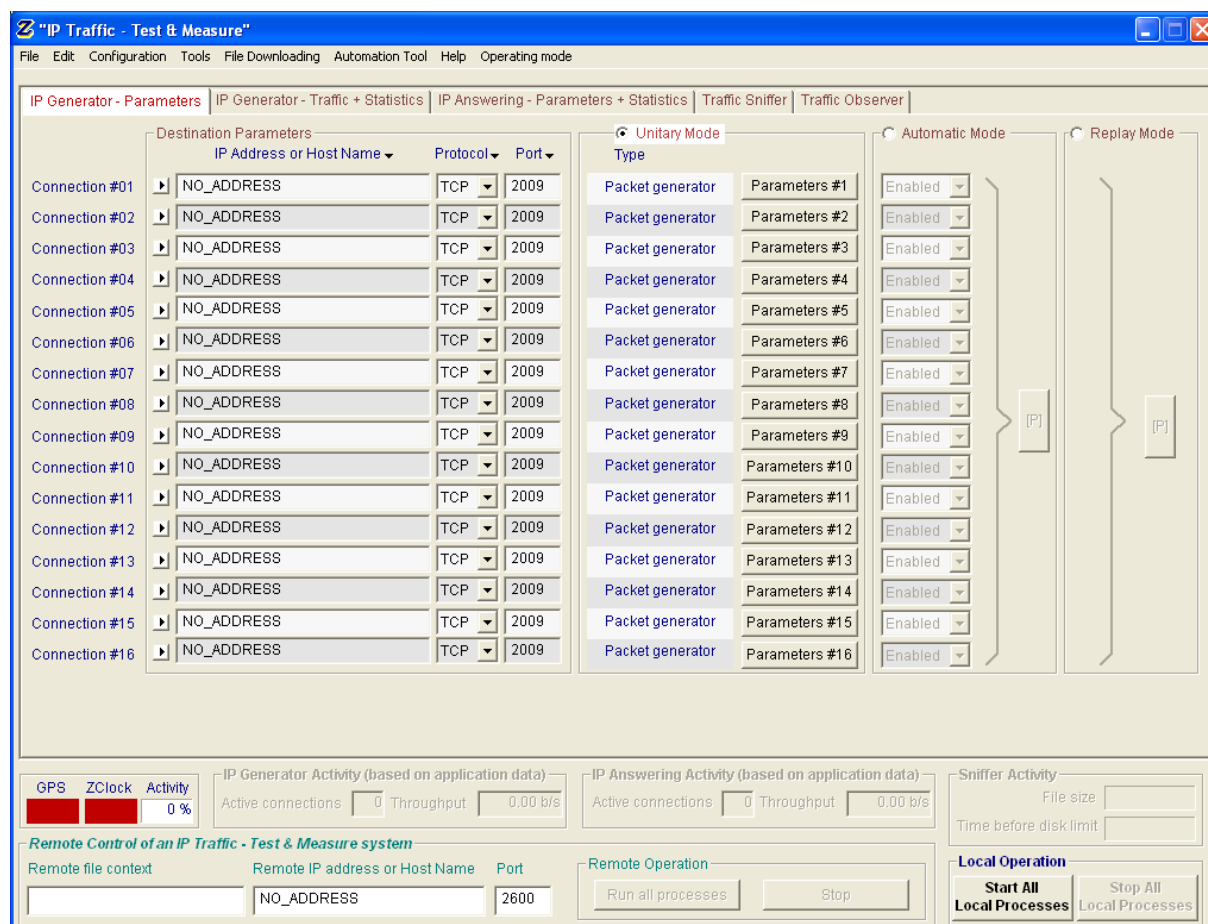 "IP Traffic - Test & Measure"
File Edit Configuration Tools File Downloading Automation Tool Help Operating mode
IP Generator - Parameters IP Generator - Traffic + Statistics IP Answering - Parameters + Statistics Traffic Sniffer Traffic Observer
Destination Parameters Unitary Mode Automatic Mode Replay Mode
IP Address or Host Name Protocol Port Type
Connection #01 NO_ADDRESS TCP 2009 Packet generator Parameters #1 Enabled
Connection #02 NO_ADDRESS TCP 2009 Packet generator Parameters #2 Enabled
Connection #03 NO_ADDRESS TCP 2009 Packet generator Parameters #3 Enabled
Connection #04 NO_ADDRESS TCP 2009 Packet generator Parameters #4 Enabled
Connection #05 NO_ADDRESS TCP 2009 Packet generator Parameters #5 Enabled
Connection #06 NO_ADDRESS TCP 2009 Packet generator Parameters #6 Enabled
Connection #07 NO_ADDRESS TCP 2009 Packet generator Parameters #7 Enabled
Connection #08 NO_ADDRESS TCP 2009 Packet generator Parameters #8 Enabled
Connection #09 NO_ADDRESS TCP 2009 Packet generator Parameters #9 Enabled [P] [P]
Connection #10 NO_ADDRESS TCP 2009 Packet generator Parameters #10 Enabled
Connection #11 NO_ADDRESS TCP 2009 Packet generator Parameters #11 Enabled
Connection #12 NO_ADDRESS TCP 2009 Packet generator Parameters #12 Enabled
Connection #13 NO_ADDRESS TCP 2009 Packet generator Parameters #13 Enabled
Connection #14 NO_ADDRESS TCP 2009 Packet generator Parameters #14 Enabled
Connection #15 NO_ADDRESS TCP 2009 Packet generator Parameters #15 Enabled
Connection #16 NO_ADDRESS TCP 2009 Packet generator Parameters #16 Enabled
GPS ZClock Activity
0 %
IP Generator Activity (based on application data)
Active connections 0 Throughput 0.00 b/s
IP Answering Activity (based on application data)
Active connections 0 Throughput 0.00 b/s
Sniffer Activity
File size
Time before disk limit
Remote Control of an IP Traffic - Test & Measure system
Remote file context Remote IP address or Host Name Port
NO_ADDRESS 2600
Remote Operation
Run all processes Stop
Local Operation
Start All Local Processes
Stop All Local Processes